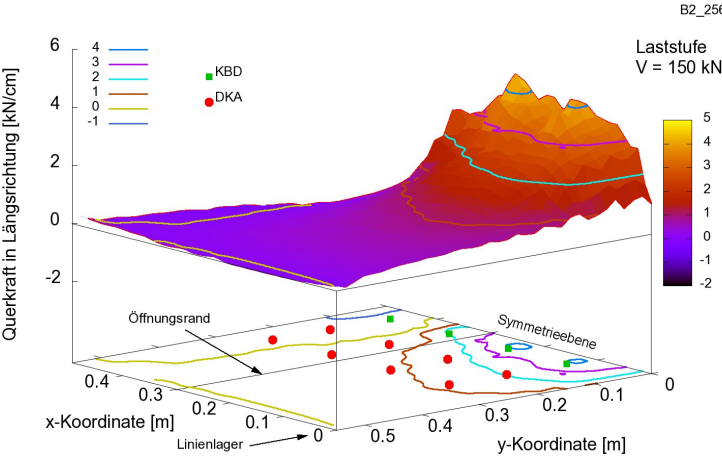 B2_256
Laststufe
V = 150 kN
Querkraft in Längsrichtung [kN/cm]
6
4
2
0
-2
4
3
2
1
0
-1
KBD
DKA
5
4
3
2
1
0
-1
-2
Öffnungsrand
Symmetrieebene
Linienlager
0.4
0.3
0.2
0.1
0
x-Koordinate [m]
0.5
0.4
0.3
0.2
0.1
0
y-Koordinate [m]